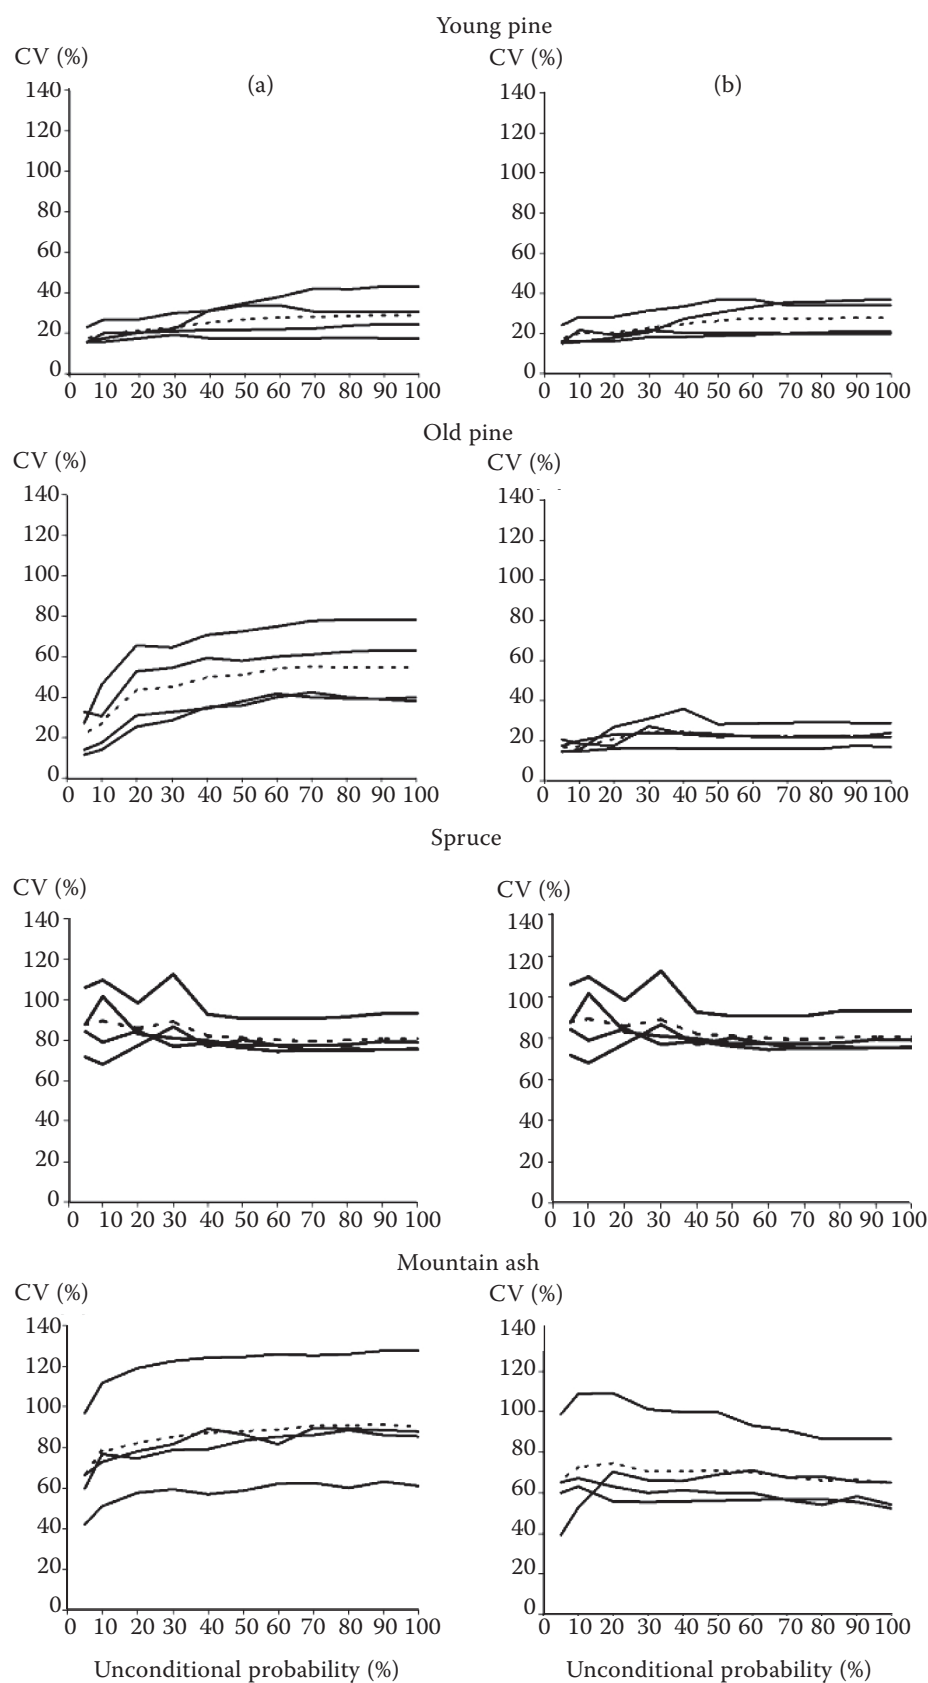 Young pine
CV (%) CV (%)
(a) (b)
140 140
120 120
100 100
80 80
60 60
40 40
20 20
0 0
0 10 20 30 40 50 60 70 80 90 100 0 10 20 30 40 50 60 70 80 90 100
Old pine
CV (%) CV (%)
140 140
120 120
100 100
80 80
60 60
40 40
20 20
0 0
0 10 20 30 40 50 60 70 80 90 100 0 10 20 30 40 50 60 70 80 90 100
Spruce
CV (%) CV (%)
140 140
120 120
100 100
80 80
60 60
40 40
20 20
0 0
0 10 20 30 40 50 60 70 80 90 100 0 10 20 30 40 50 60 70 80 90 100
Mountain ash
CV (%) CV (%)
140 140
120 120
100 100
80 80
60 60
40 40
20 20
0 0
0 10 20 30 40 50 60 70 80 90 100 0 10 20 30 40 50 60 70 80 90 100
Unconditional probability (%) Unconditional probability (%)